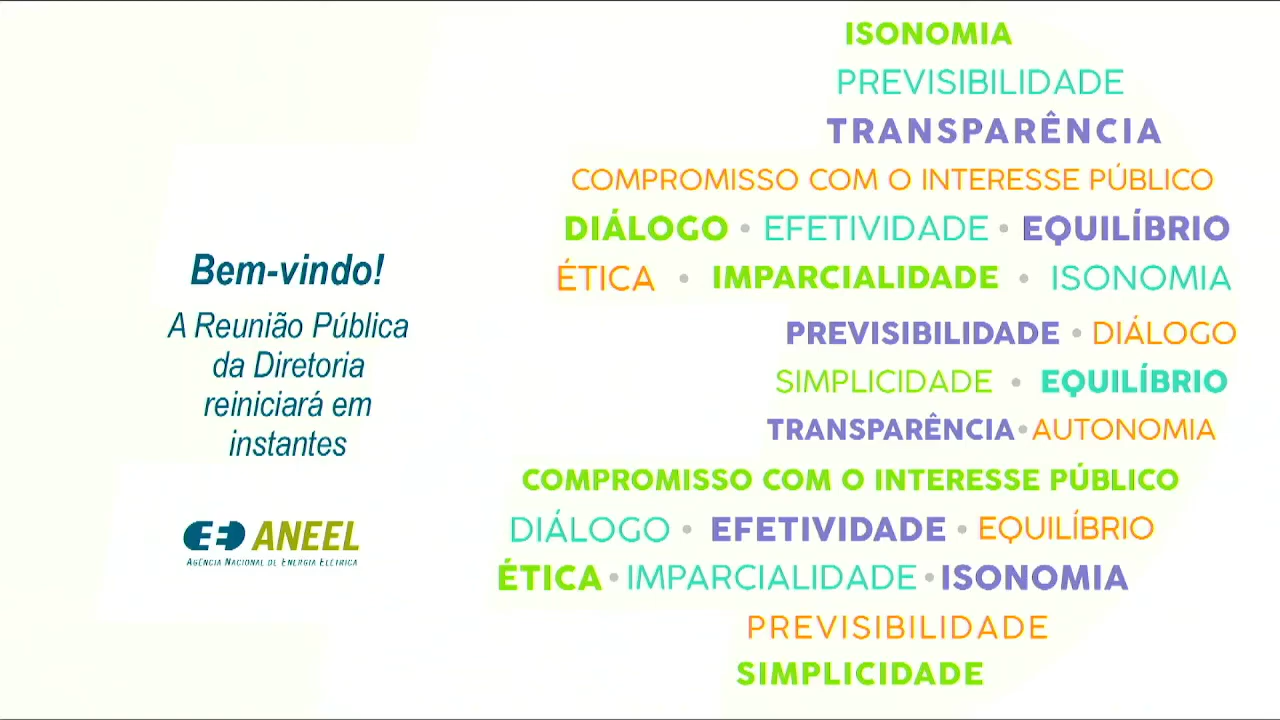 Bem-vindo!
A Reunião Pública
da Diretoria
reiniciará em
instantes
ANEEL
AGÊNCIA NACIONAL DE ENERGIA ELÉTRICA
ISONOMIA
PREVISIBILIDADE
TRANSPARÊNCIA
COMPROMISSO COM O INTERESSE PÚBLICO
DIÁLOGO • EFETIVIDADE • EQUILÍBRIO
ÉTICA • IMPARCIALIDADE • ISONOMIA
PREVISIBILIDADE • DIÁLOGO
SIMPLICIDADE • EQUILÍBRIO
TRANSPARÊNCIA • AUTONOMIA
COMPROMISSO COM O INTERESSE PÚBLICO
DIÁLOGO • EFETIVIDADE • EQUILÍBRIO
ÉTICA • IMPARCIALIDADE • ISONOMIA
PREVISIBILIDADE
SIMPLICIDADE